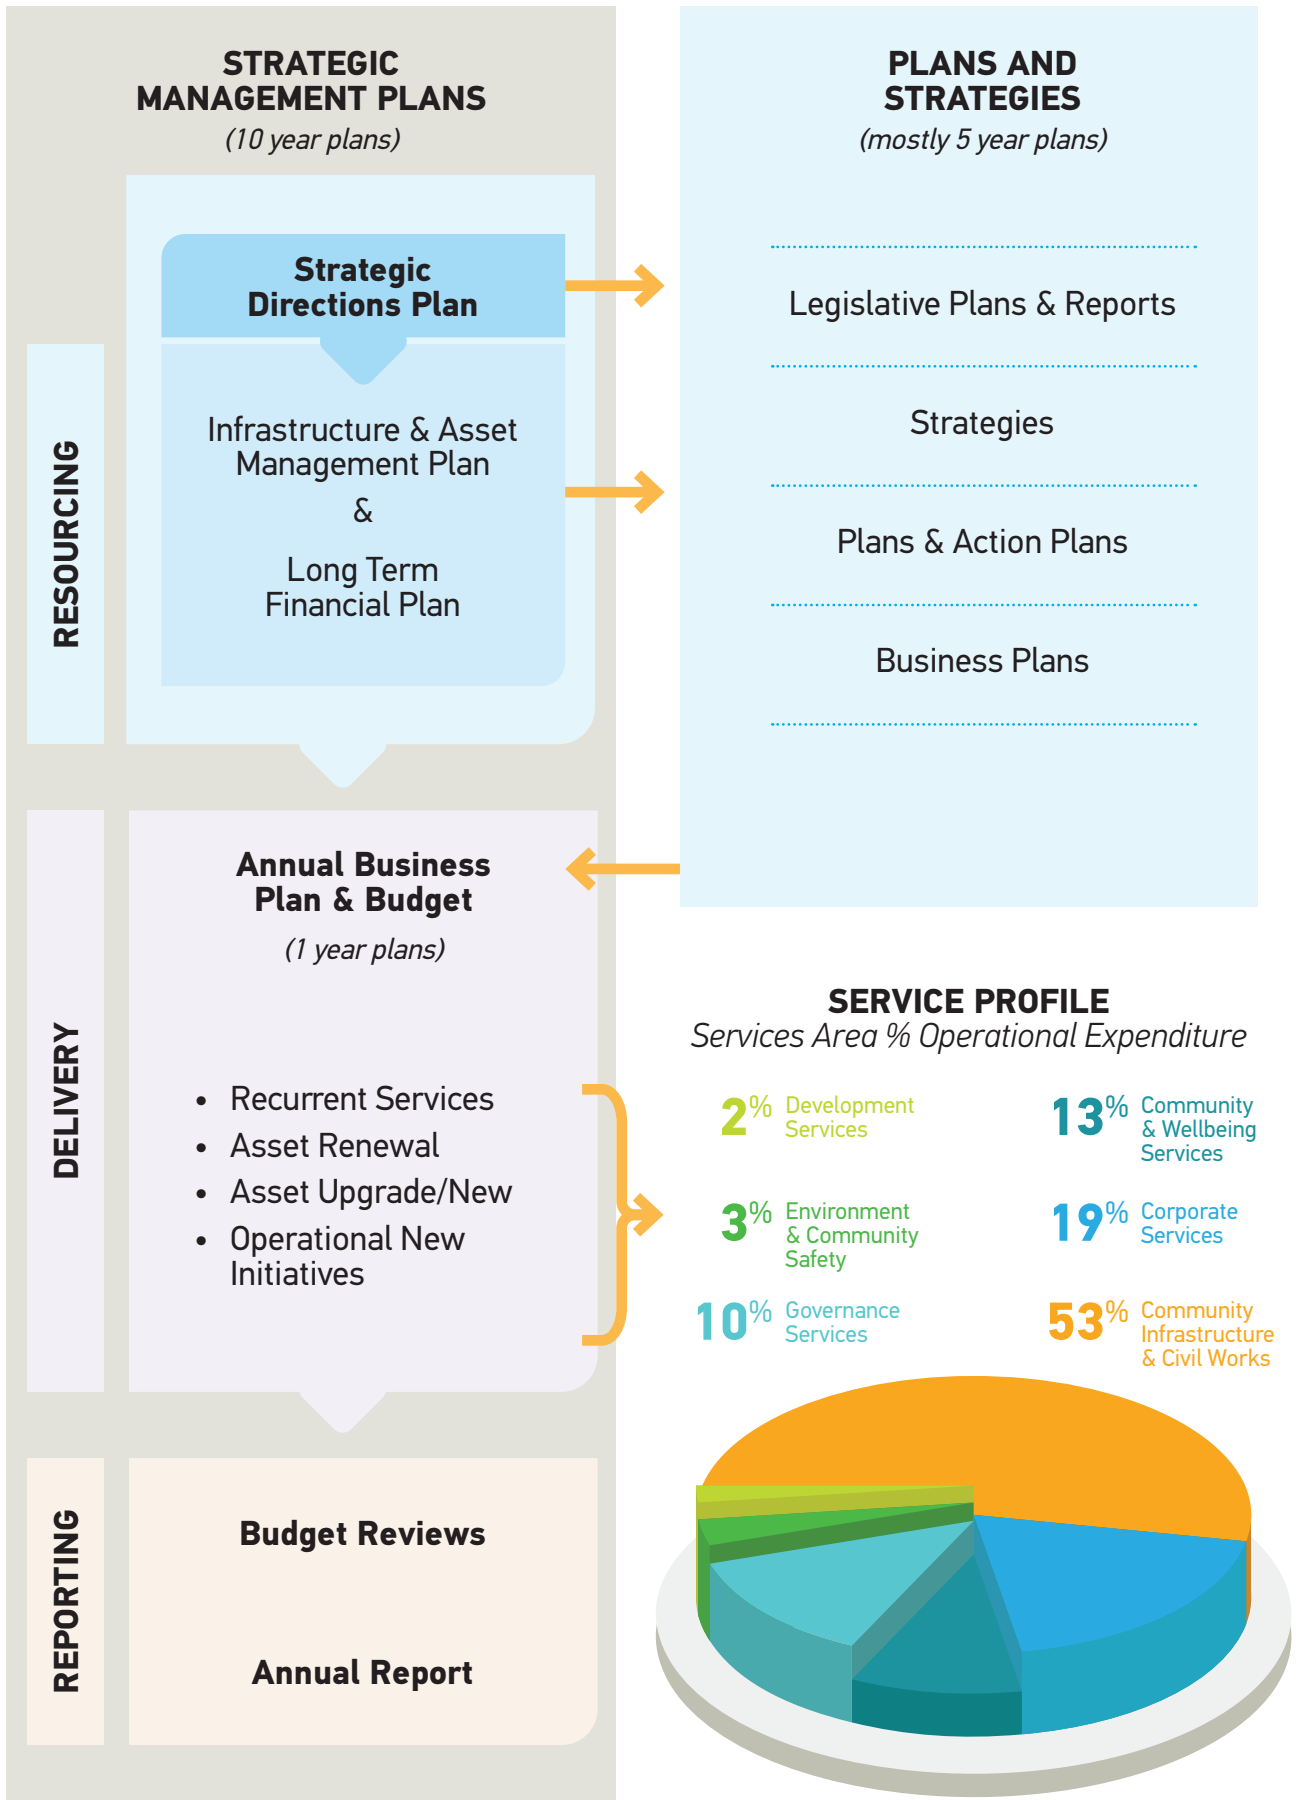 STRATEGIC
MANAGEMENT PLANS
(10 year plans)
Strategic
Directions Plan
RESOURCING
Infrastructure & Asset
Management Plan
&
Long Term
Financial Plan
PLANS AND
STRATEGIES
(mostly 5 year plans)
Legislative Plans & Reports
Strategies
Plans & Action Plans
Business Plans
DELIVERY
Annual Business
Plan & Budget
(1 year plans)
• Recurrent Services
• Asset Renewal
• Asset Upgrade/New
• Operational New
Initiatives
SERVICE PROFILE
Services Area % Operational Expenditure
2% Development
Services
3% Environment
& Community
Safety
10% Governance
Services
13% Community
& Wellbeing
Services
19% Corporate
Services
53% Community
Infrastructure
& Civil Works
REPORTING
Budget Reviews
Annual Report